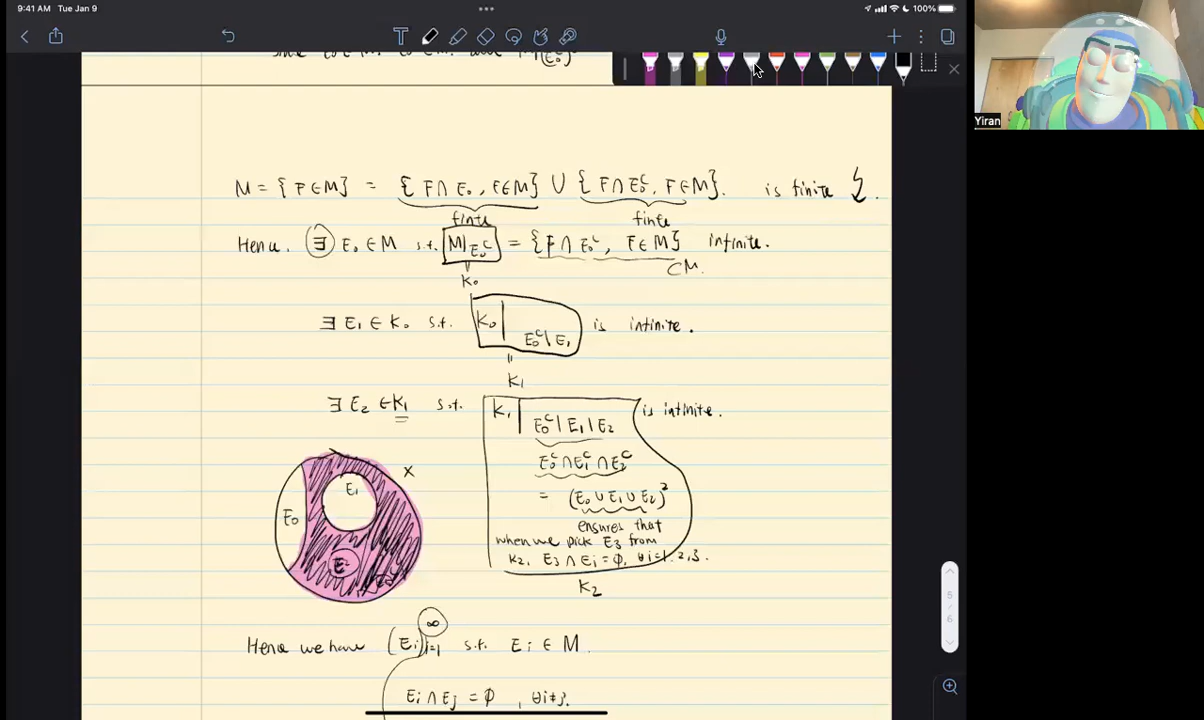 9:41 AM Tue Jan 9
100%
Yiran
M = { F ∈ M } = { F ∩ E₀ , F ∈ M } ∪ { F ∩ E₀ᶜ, F ∈ M }. is finite ↯.
finite finite
Hence. ∃ E₀ ∈ M s.t. M|E₀ᶜ = { F ∩ E₀ᶜ, F ∈ M } infinite.
⊂ M.
"
K₀
∃ E₁ ∈ K₀ s.t. K₀| E₀ᶜ \ E₁ is infinite.
"
K₁
∃ E₂ ∈ K₁ s.t. K₁| E₀ᶜ \ E₁ \ E₂ is infinite.
E₀ᶜ ∩ E₁ᶜ ∩ E₂ᶜ
= (E₀ ∪ E₁ ∪ E₂)ᶜ
ensures that
when we pick E₃ from
K₂, E₃ ∩ Ei = ϕ, ∀i=1,2,3.
K₂
X
E₁
E₀
E₂
Hence we have (Ei)i=1 ∞ s.t. Ei ∈ M.
Ei ∩ Ej = ϕ , ∀i≠j.
5
/
6